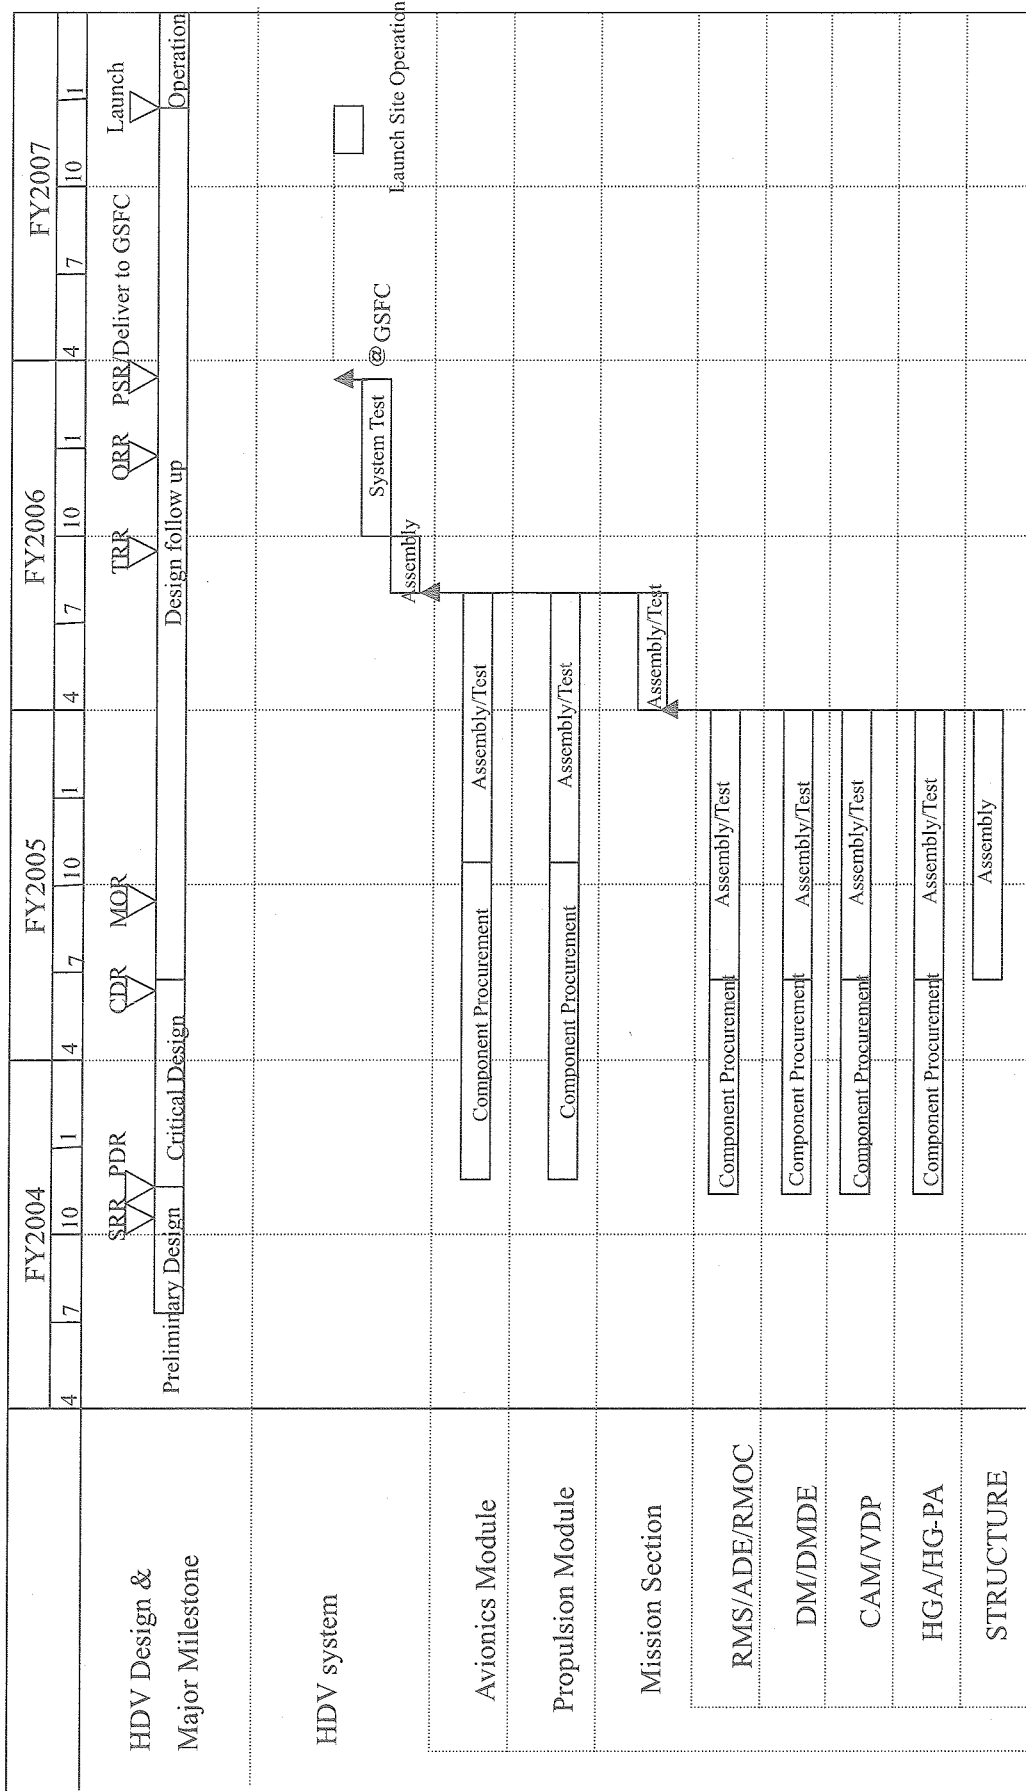 FY2004 FY2005 FY2006 FY2007
4 7 10 1 4 7 10 1 4 7 10 1 4 7 10 1
HDV Design &
Major Milestone
SRR PDR CDR MOR TRR QRR PSR/Deliver to GSFC Launch
Preliminary Design Critical Design Design follow up Operation
HDV system
Launch Site Operation
@GSFC
System Test
Assembly
Avionics Module
Component Procurement Assembly/Test
Propulsion Module
Component Procurement Assembly/Test
Mission Section
Assembly/Test
RMS/ADE/RMOC
Component Procurement Assembly/Test
DM/DMDE
Component Procurement Assembly/Test
CAM/VDP
Component Procurement Assembly/Test
HGA/HG-PA
Component Procurement Assembly/Test
STRUCTURE
Assembly